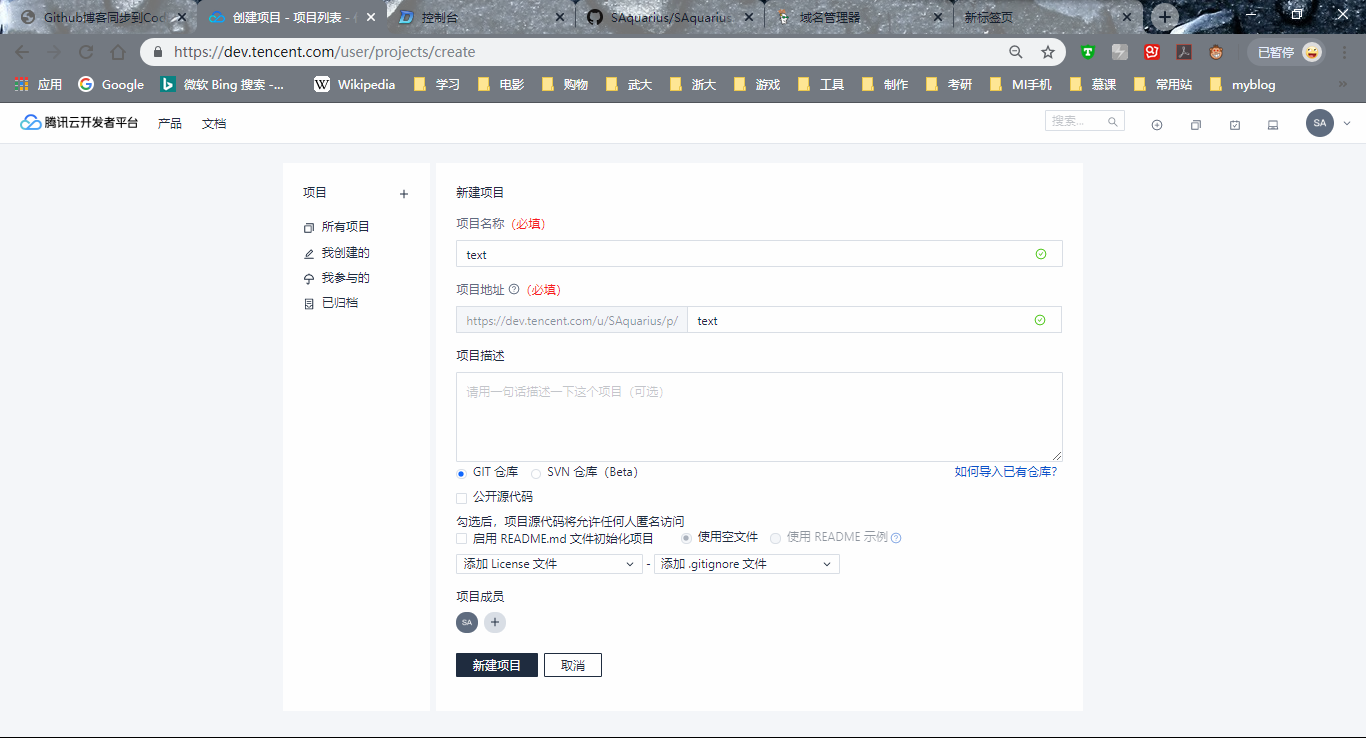 Github博客同步到Cod
创建项目 - 项目列表 -
控制台
SAquarius/SAquarius
域名管理器
新标签页
https://dev.tencent.com/user/projects/create
已暂停
应用 Google 微软 Bing 搜索 -... Wikipedia 学习 电影 购物 武大 浙大 游戏 工具 制作 考研 MI手机 慕课 常用站 myblog
腾讯云开发者平台 产品 文档 搜索... SA
项目
所有项目
我创建的
我参与的
已归档
新建项目
项目名称 (必填)
text
项目地址 (必填)
https://dev.tencent.com/u/SAquarius/p/ text
项目描述
请用一句话描述一下这个项目（可选）
GIT 仓库 SVN 仓库（Beta） 如何导入已有仓库?
公开源代码
勾选后，项目源代码将允许任何人匿名访问
启用 README.md 文件初始化项目 使用空文件 使用 README 示例
添加 License 文件 - 添加 .gitignore 文件
项目成员
SA
新建项目 取消